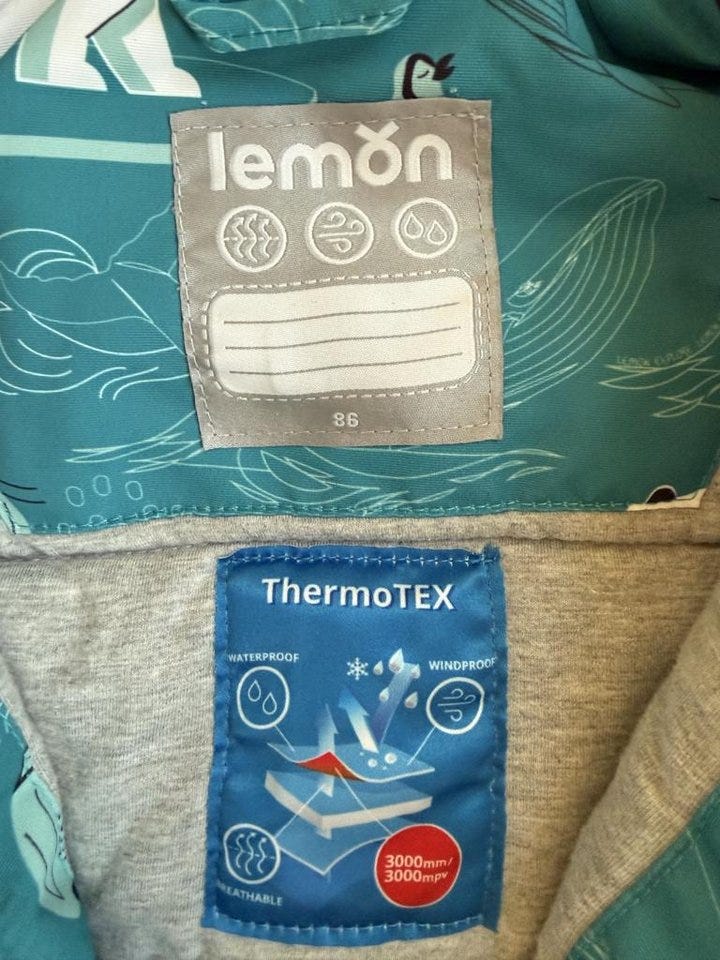 lemon
86
ThermoTEX
WATERPROOF
WINDPROOF
BREATHABLE
3000mm/
3000mpv